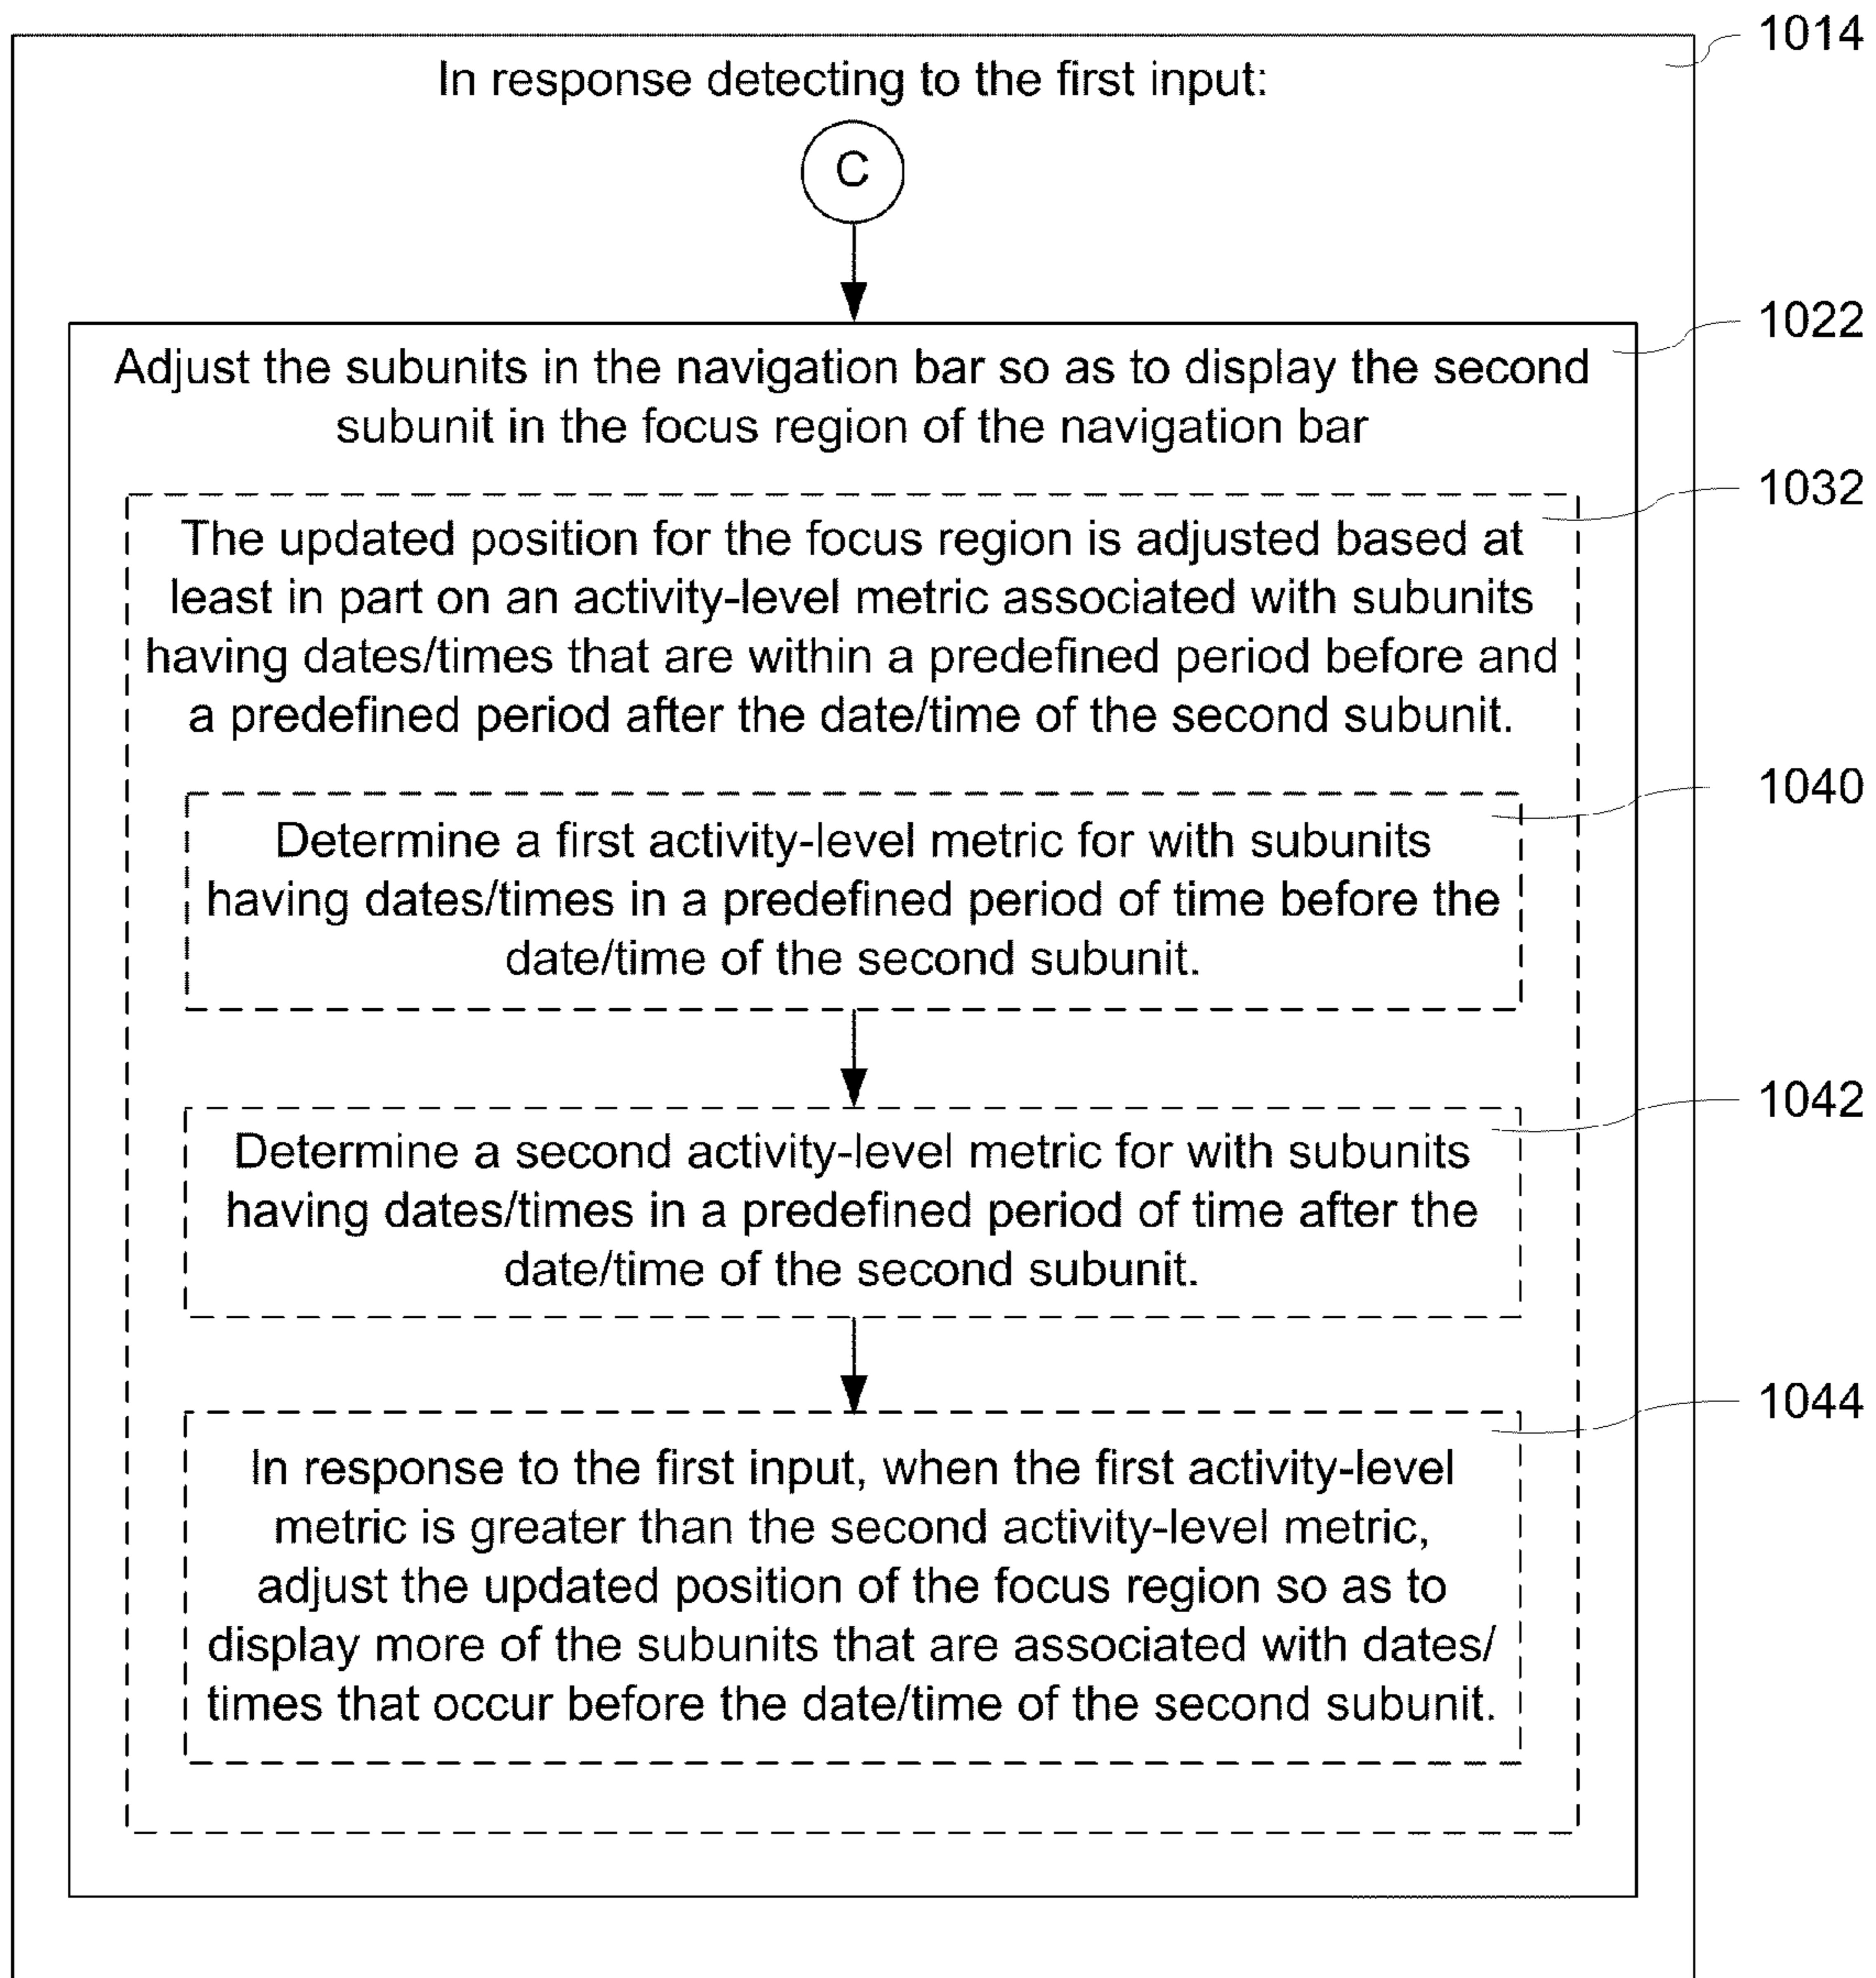 1014
In response detecting to the first input:
C
1022
Adjust the subunits in the navigation bar so as to display the second
subunit in the focus region of the navigation bar
1032
The updated position for the focus region is adjusted based at
least in part on an activity-level metric associated with subunits
having dates/times that are within a predefined period before and
a predefined period after the date/time of the second subunit.
1040
Determine a first activity-level metric for with subunits
having dates/times in a predefined period of time before the
date/time of the second subunit.
1042
Determine a second activity-level metric for with subunits
having dates/times in a predefined period of time after the
date/time of the second subunit.
1044
In response to the first input, when the first activity-level
metric is greater than the second activity-level metric,
adjust the updated position of the focus region so as to
display more of the subunits that are associated with dates/
times that occur before the date/time of the second subunit.